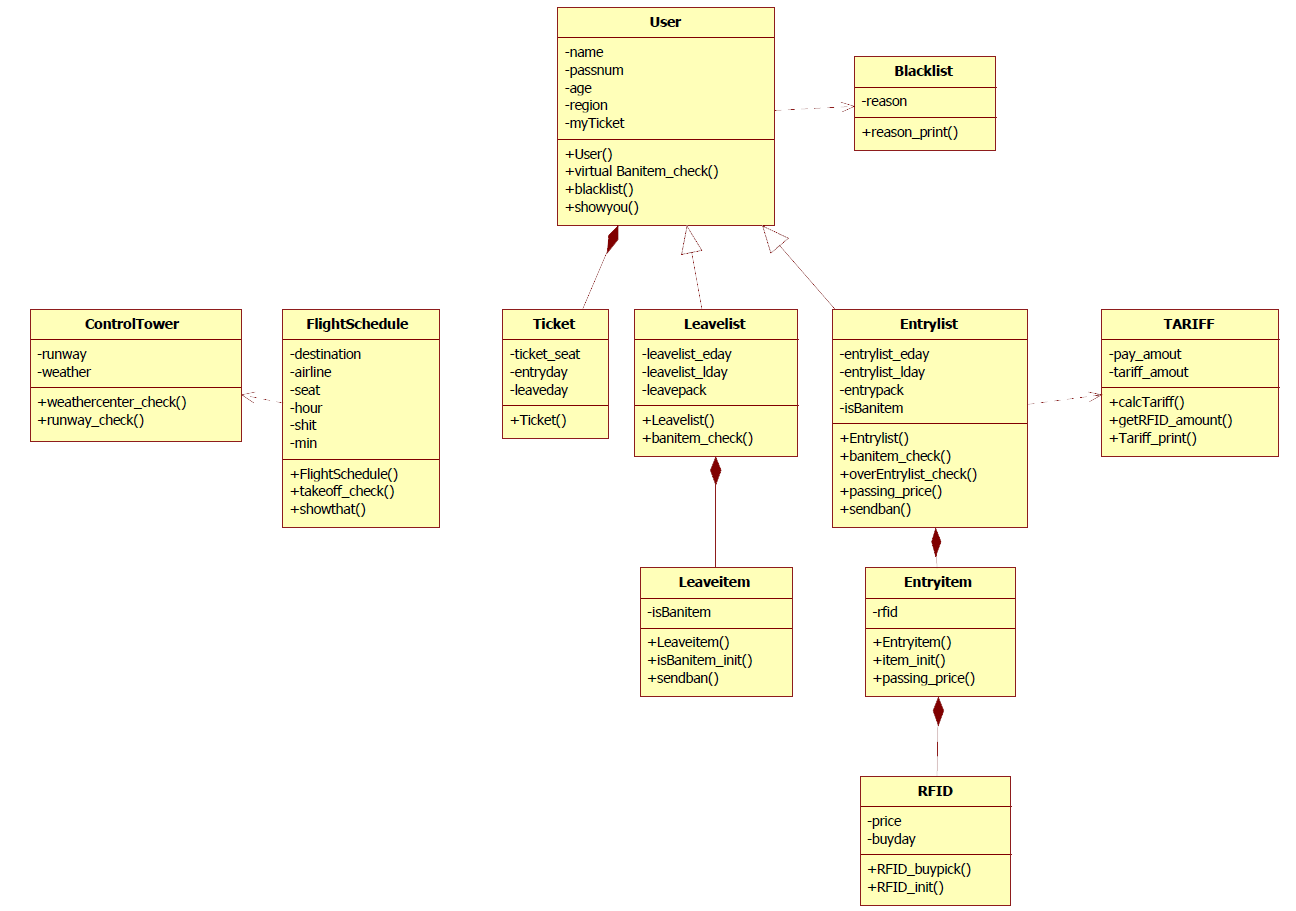 User
-name
-passnum
-age
-region
-myTicket
+User()
+virtual Banitem_check()
+blacklist()
+showyou()
Blacklist
-reason
+reason_print()
ControlTower
-runway
-weather
+weathercenter_check()
+runway_check()
FlightSchedule
-destination
-airline
-seat
-hour
-shit
-min
+FlightSchedule()
+takeoff_check()
+showthat()
Ticket
-ticket_seat
-entryday
-leaveday
+Ticket()
Leavelist
-leavelist_eday
-leavelist_lday
-leavepack
+Leavelist()
+banitem_check()
Entrylist
-entrylist_eday
-entrylist_lday
-entrypack
-isBanitem
+Entrylist()
+banitem_check()
+overEntrylist_check()
+passing_price()
+sendban()
TARIFF
-pay_amout
-tariff_amout
+calcTariff()
+getRFID_amount()
+Tariff_print()
Leaveitem
-isBanitem
+Leaveitem()
+isBanitem_init()
+sendban()
Entryitem
-rfid
+Entryitem()
+item_init()
+passing_price()
RFID
-price
-buyday
+RFID_buypick()
+RFID_init()